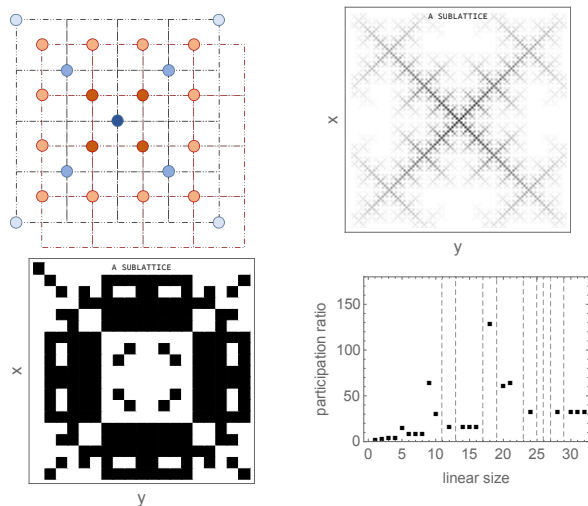 A SUBLATTICE
x
y
A SUBLATTICE
x
y
150
100
50
0
0 5 10 15 20 25 30
participation ratio
linear size